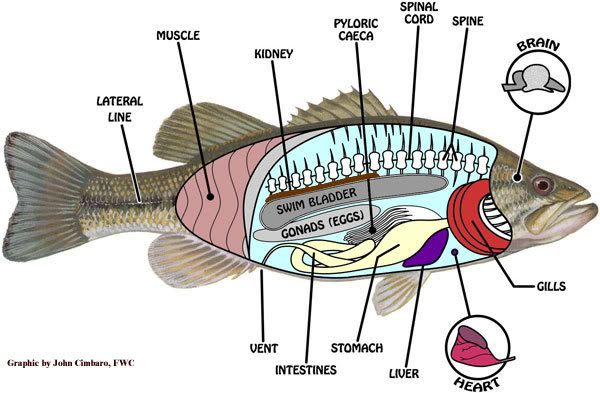 SPINAL
CORD
PYLORIC
CAECA
SPINE
MUSCLE
KIDNEY
BRAIN
LATERAL
LINE
SWIM BLADDER
GONADS (EGGS)
GILLS
VENT
STOMACH
INTESTINES
LIVER
HEART
Graphic by John Cimbaro, FWC